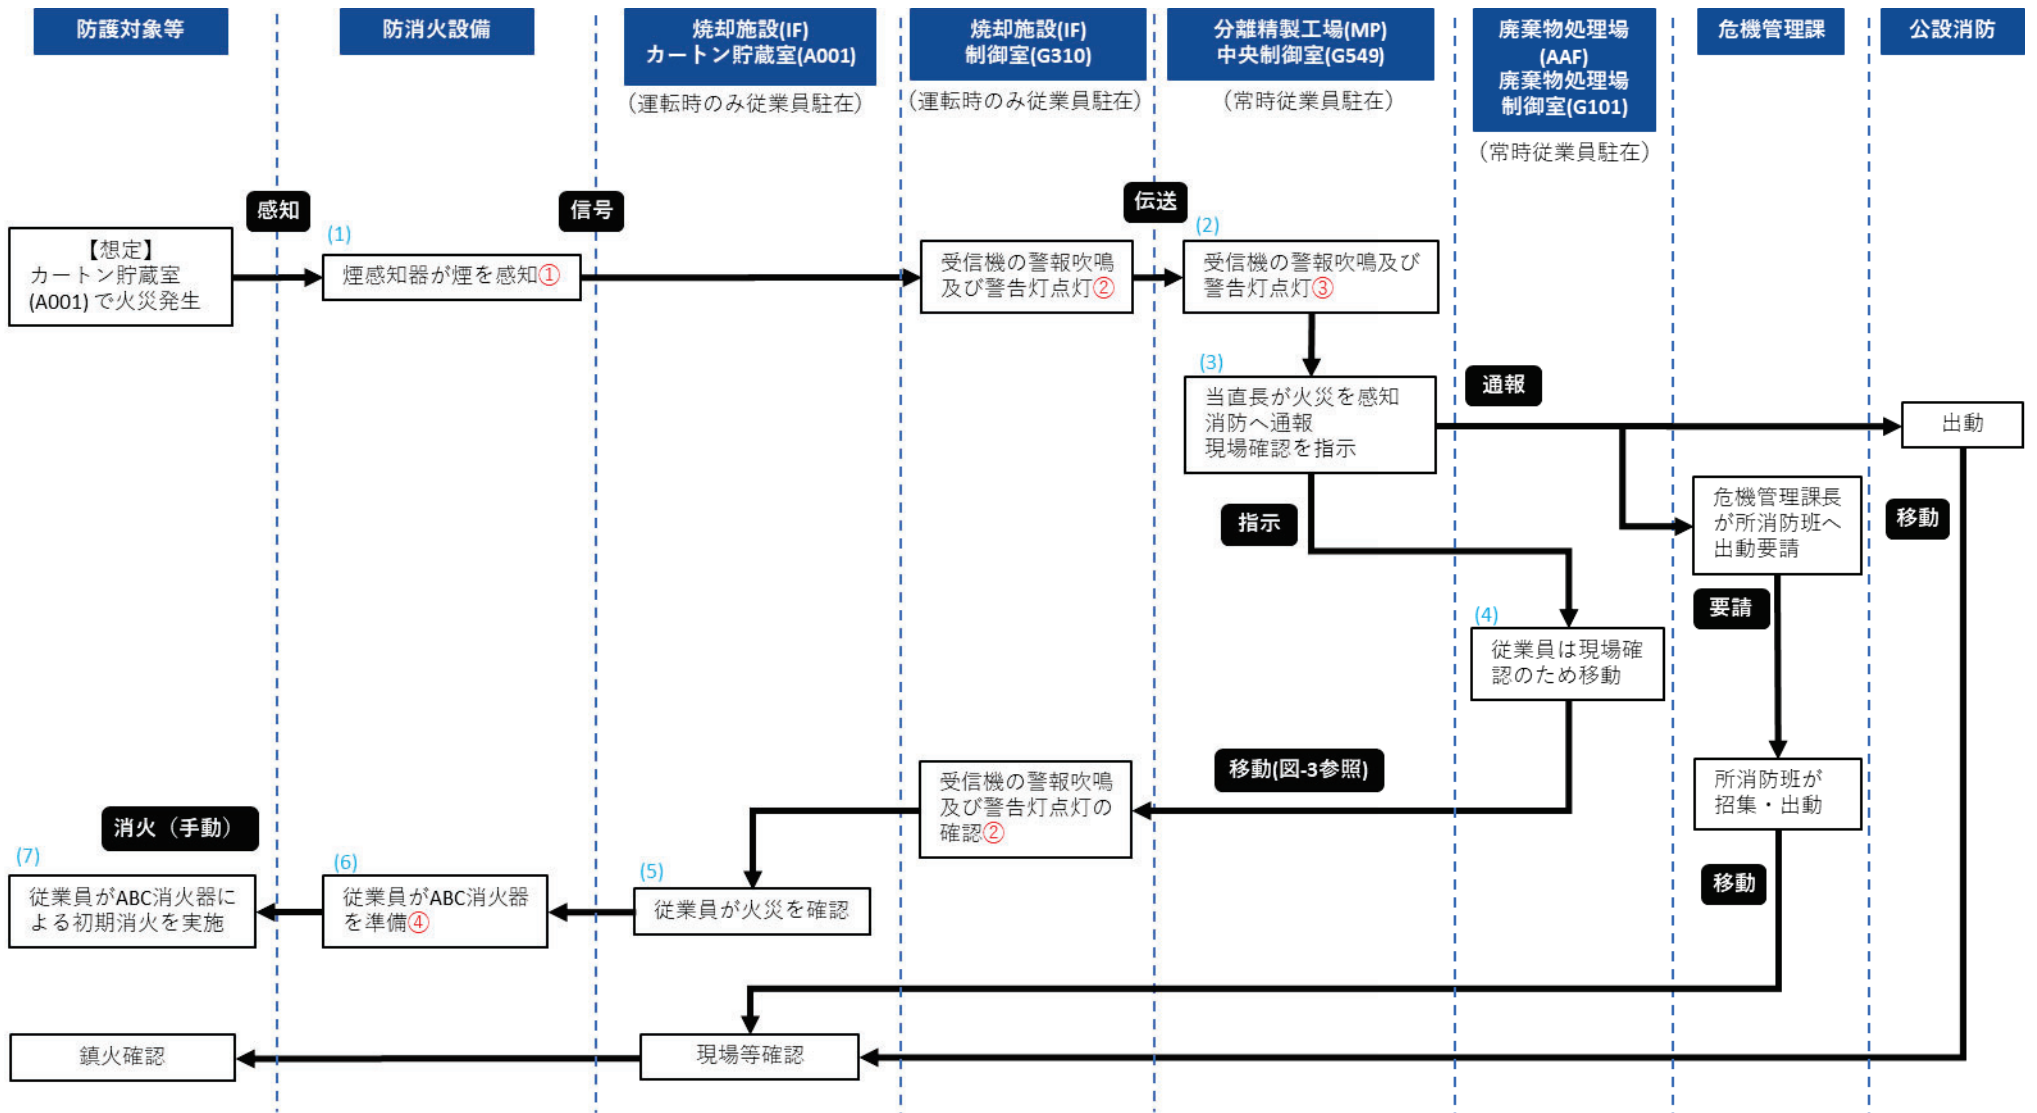 防護対象等
防消火設備
焼却施設(IF)
カートン貯蔵室(A001)
（運転時のみ従業員駐在）
焼却施設(IF)
制御室(G310)
（運転時のみ従業員駐在）
分離精製工場(MP)
中央制御室(G549)
（常時従業員駐在）
廃棄物処理場
(AAF)
廃棄物処理場
制御室(G101)
（常時従業員駐在）
危機管理課
公設消防
感知
信号
伝送
【想定】
カートン貯蔵室
(A001) で火災発生
(1)
煙感知器が煙を感知①
受信機の警報吹鳴
及び警告灯点灯②
(2)
受信機の警報吹鳴及び
警告灯点灯③
(3)
当直長が火災を感知
消防へ通報
現場確認を指示
通報
出動
指示
危機管理課長
が所消防班へ
出動要請
移動
要請
(4)
従業員は現場確
認のため移動
移動(図-3参照)
受信機の警報吹鳴
及び警告灯点灯の
確認②
所消防班が
招集・出動
消火（手動）
(7)
従業員がABC消火器に
よる初期消火を実施
(6)
従業員がABC消火器
を準備④
(5)
従業員が火災を確認
移動
鎮火確認
現場等確認